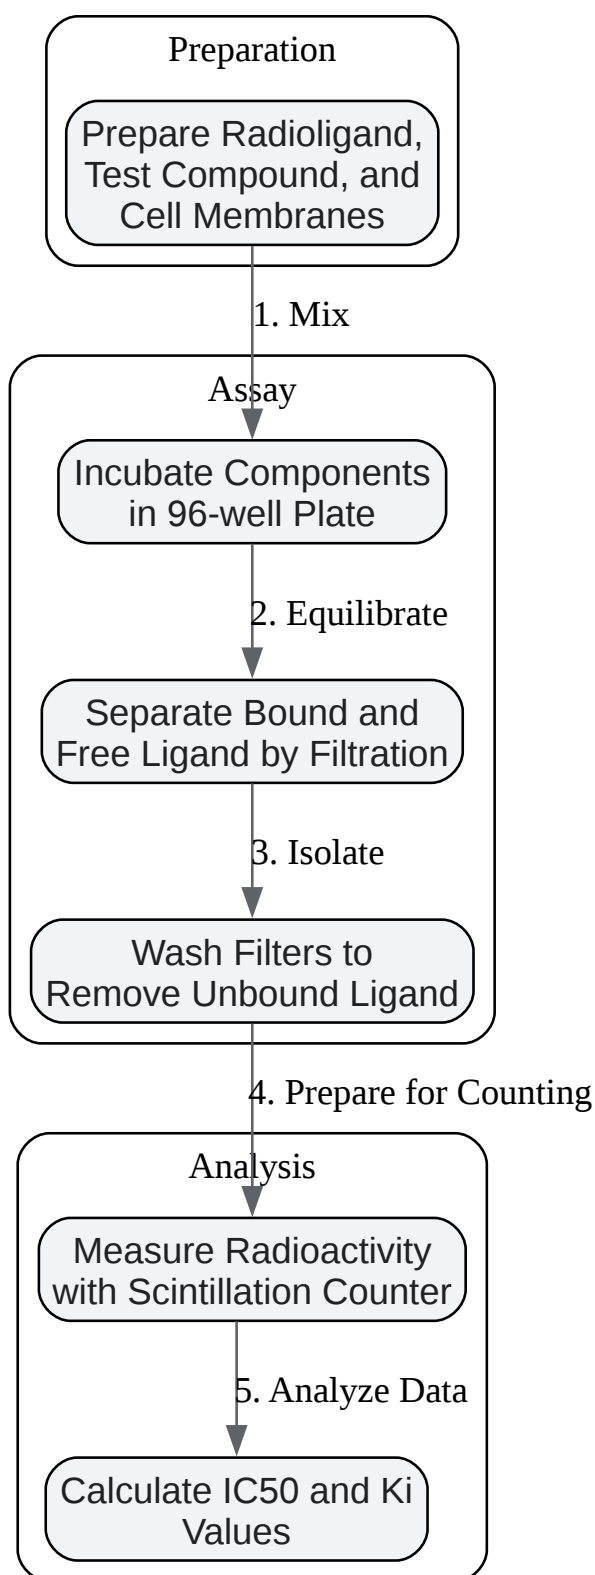 Preparation
Prepare Radioligand,
Test Compound, and
Cell Membranes
1. Mix
Assay
Incubate Components
in 96-well Plate
2. Equilibrate
Separate Bound and
Free Ligand by Filtration
3. Isolate
Wash Filters to
Remove Unbound Ligand
4. Prepare for Counting
Analysis
Measure Radioactivity
with Scintillation Counter
5. Analyze Data
Calculate IC50 and Ki
Values